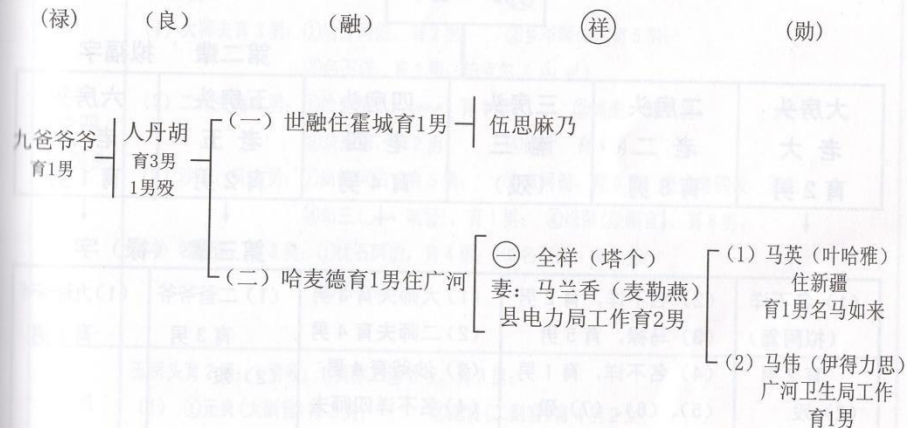 (禄) (良) (融) ㊗祥 (勋)
九爸爷爷
育1男
人丹胡
育3男
1男殁
(一) 世融住霍城育1男
伍思麻乃
(二) 哈麦德育1男住广河
㊀ 全祥(塔个)
妻:马兰香(麦勒燕)
县电力局工作育2男
(1) 马英(叶哈雅)
住新疆
育1男名马如来
(2) 马伟(伊得力思)
广河卫生局工作
育1男